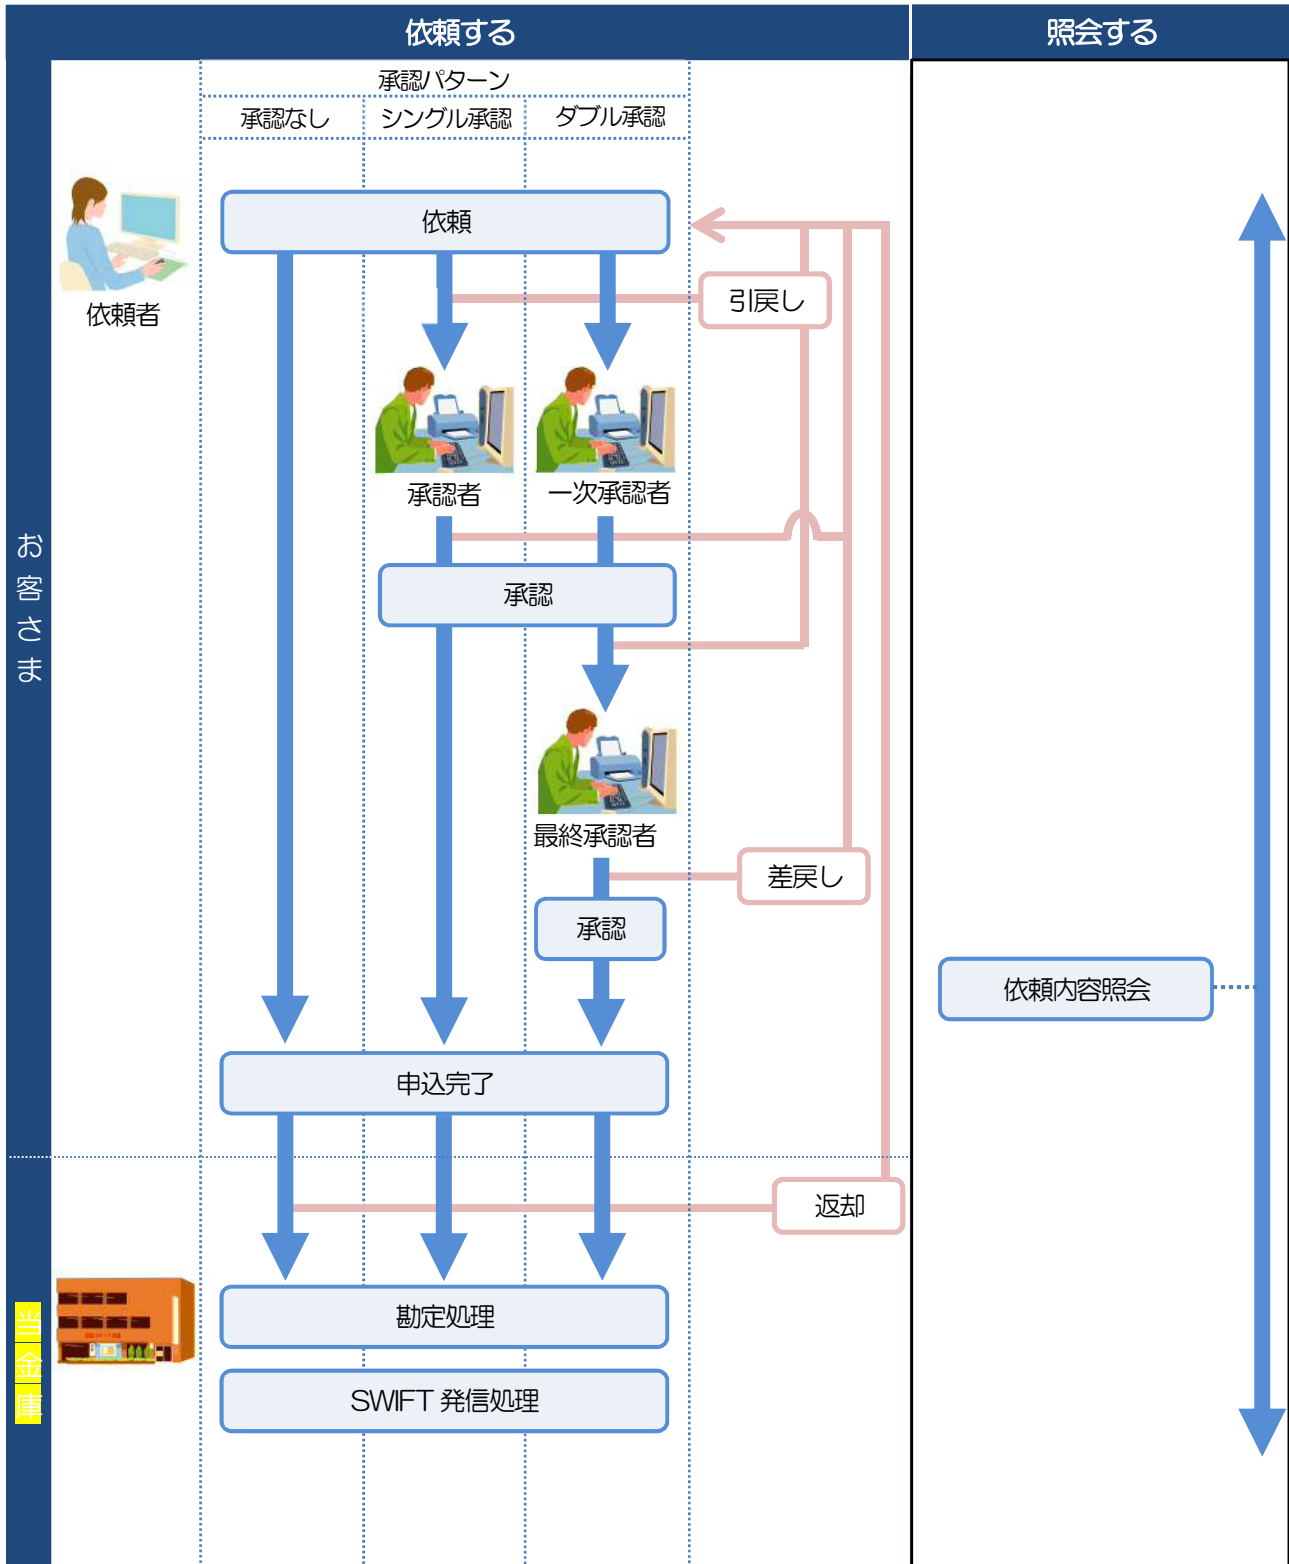 依頼する
照会する
承認パターン
承認なし
シングル承認
ダブル承認
依頼
依頼者
引戻し
承認者
一次承認者
お客さま
承認
最終承認者
差戻し
承認
依頼内容照会
申込完了
返却
当金庫
勘定処理
SWIFT 発信処理